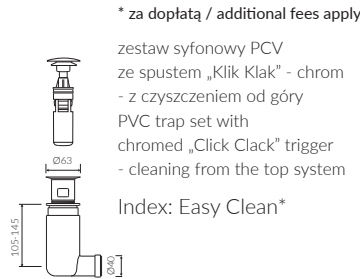 * za dopłatą / additional fees apply
zestaw syfonowy PCV
ze spustem „Klik Klak” - chrom
- z czyszczeniem od góry
PVC trap set with
chromed „Click Clack” trigger
- cleaning from the top system
Index: Easy Clean*
Ø63
105-145
Ø40